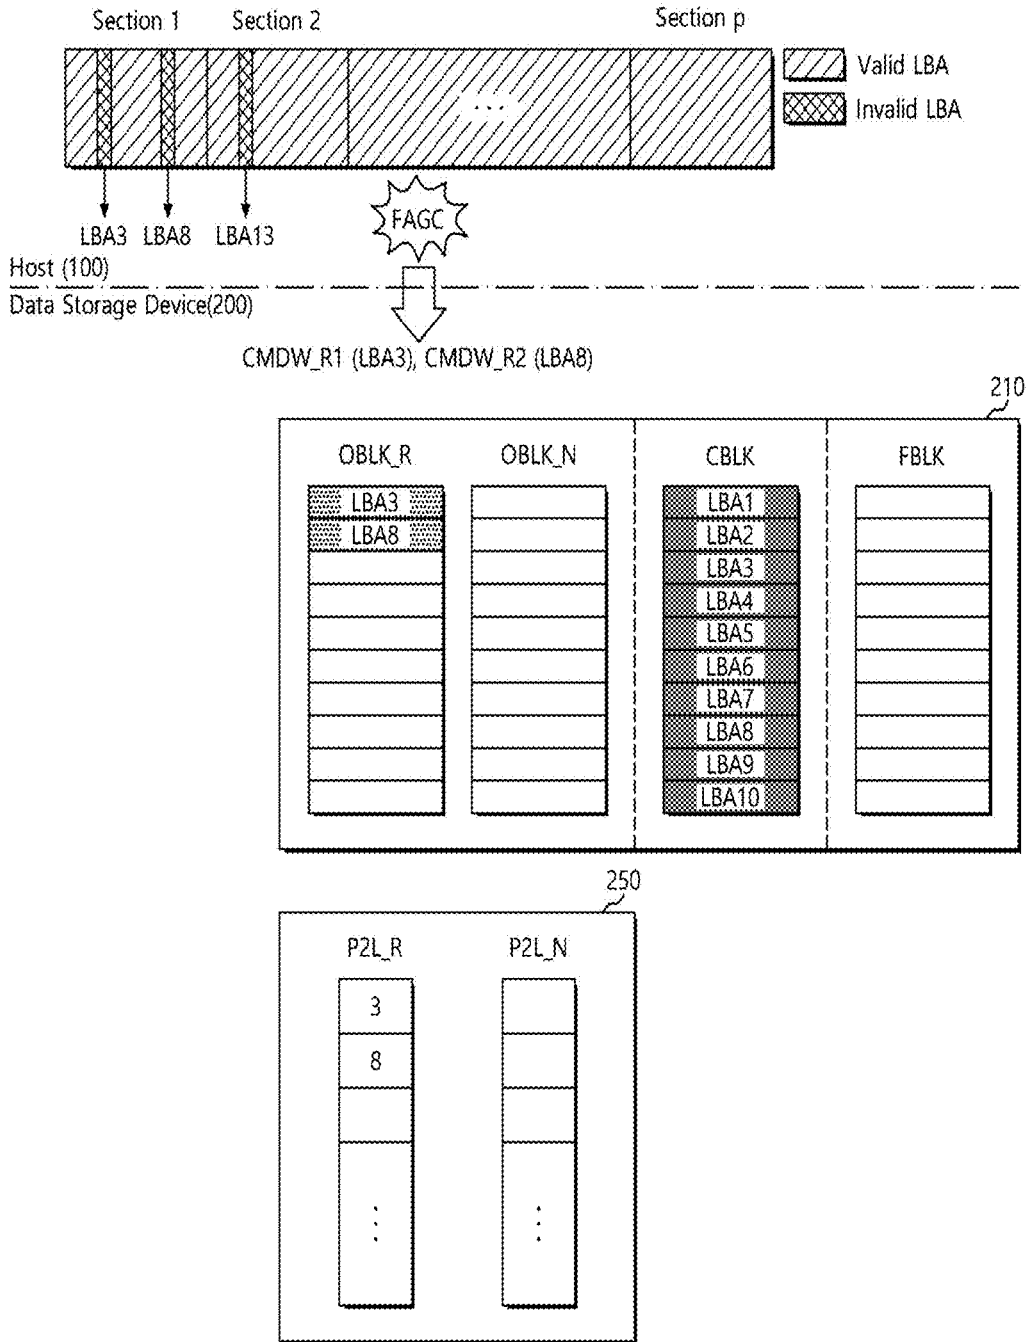 Section 1 Section 2 Section p
Valid LBA
... Invalid LBA
LBA3 LBA8 LBA13 FAGC
Host (100)
Data Storage Device(200)
CMDW_R1 (LBA3), CMDW_R2 (LBA8)
210
OBLK_R OBLK_N CBLK FBLK
LBA3 LBA1
LBA8 LBA2
LBA3
LBA4
LBA5
LBA6
LBA7
LBA8
LBA9
LBA10
250
P2L_R P2L_N
3
8
⋮ ⋮